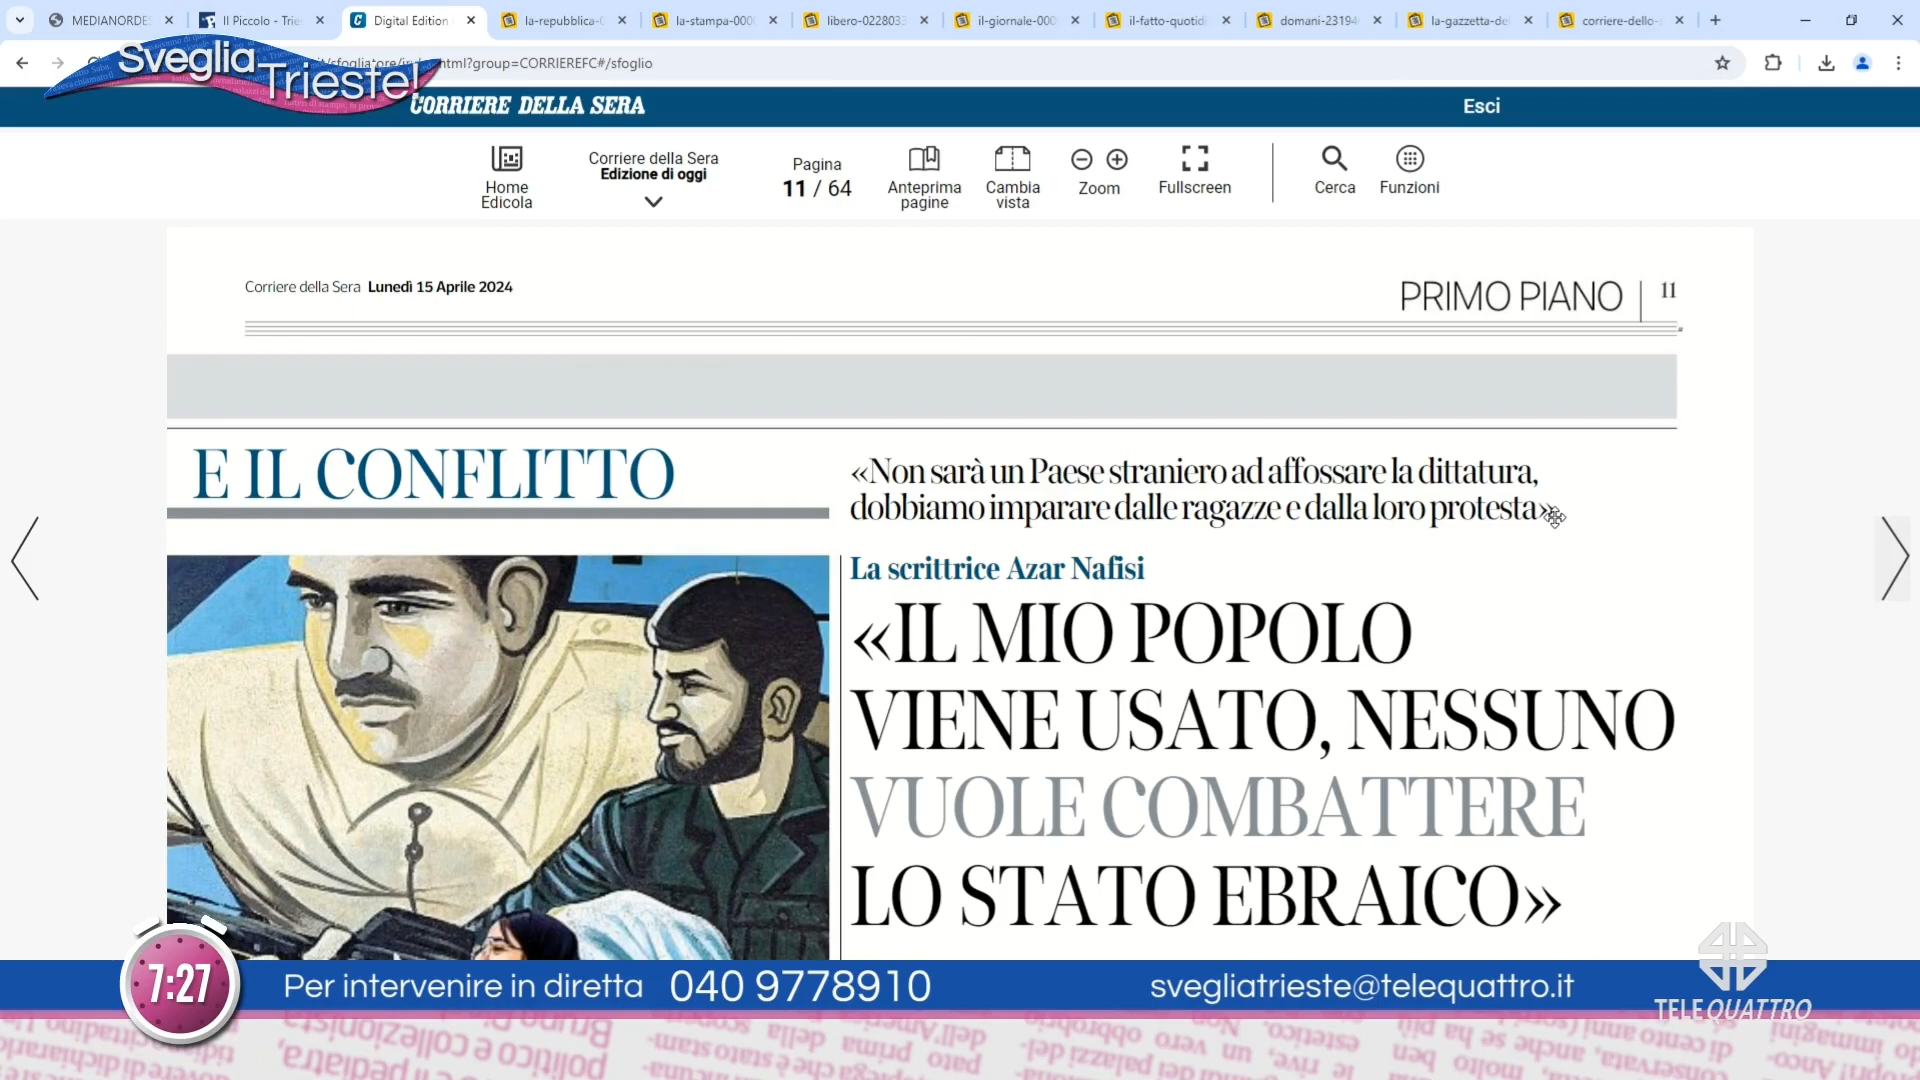 MEDIANORDE
Il Piccolo - Trie
Digital Edition
la-repubblica-0
la-stampa-000
libero-0228033
il-giornale-000
il-fatto-quotidi
domani-23194
la-gazzetta-de
corriere-dello-s
html?group=CORRIEREFC#/sfoglio
Sveglia
Trieste!
CORRIERE DELLA SERA
Esci
Home
Edicola
Corriere della Sera
Edizione di oggi
Pagina
11 / 64
Anteprima
pagine
Cambia
vista
Zoom
Fullscreen
Cerca
Funzioni
Corriere della Sera Lunedì 15 Aprile 2024
PRIMO PIANO | 11
E IL CONFLITTO
«Non sarà un Paese straniero ad affossare la dittatura,
dobbiamo imparare dalle ragazze e dalla loro protesta»
La scrittrice Azar Nafisi
«IL MIO POPOLO
VIENE USATO, NESSUNO
VUOLE COMBATTERE
LO STATO EBRAICO»
7:27
Per intervenire in diretta 040 9778910
svegliatrieste@telequattro.it
TELEQUATTRO